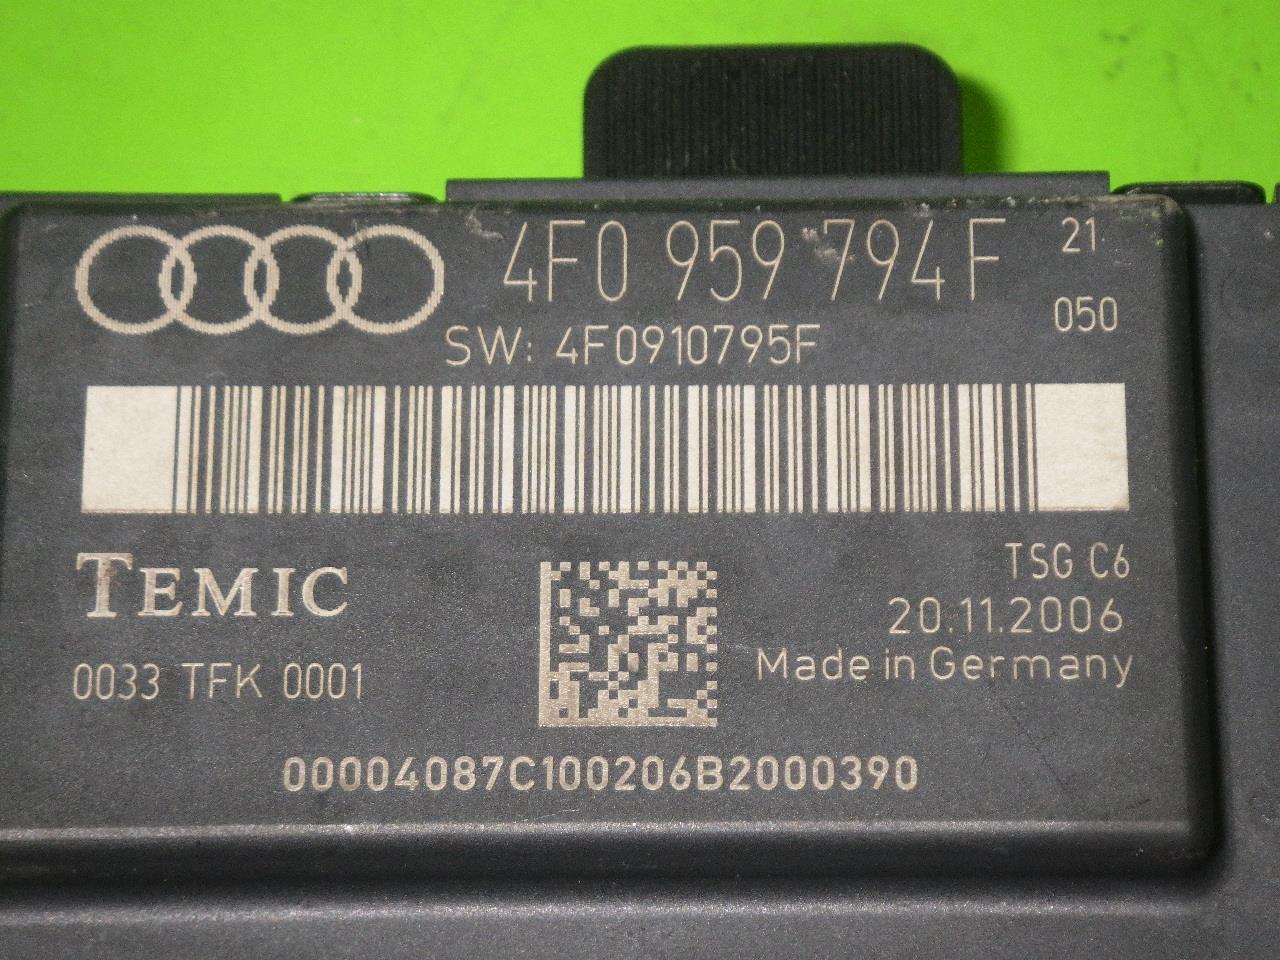 4F0 959 794 F 21
050
SW: 4F0910795F
TEMIC
TSG C6
20.11.2006
Made in Germany
0033 TFK 0001
00004087C100206B2000390